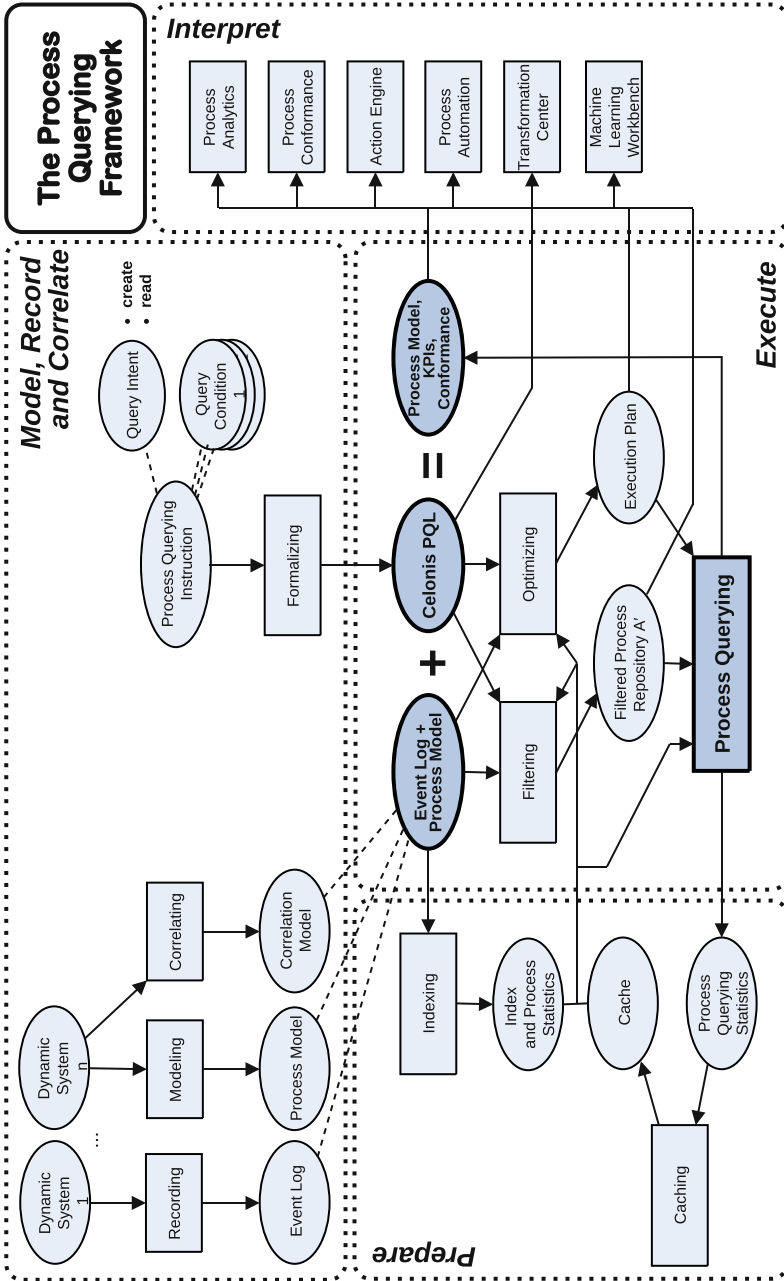 The Process
Querying
Framework
Model, Record
and Correlate
Dynamic
System
1
...
Dynamic
System
n
Recording
Modeling
Correlating
Event Log
Process Model
Correlation
Model
Query Intent
• create
• read
Query
Condition
1
Process Querying
Instruction
Formalizing
Prepare
Indexing
Index
and Process
Statistics
Cache
Process
Querying
Statistics
Caching
Execute
Event Log +
Process Model
+
Celonis PQL
=
Process Model,
KPIs,
Conformance
Filtering
Optimizing
Filtered Process
Repository A'
Execution Plan
Process Querying
Interpret
Process
Analytics
Process
Conformance
Action Engine
Process
Automation
Transformation
Center
Machine
Learning
Workbench